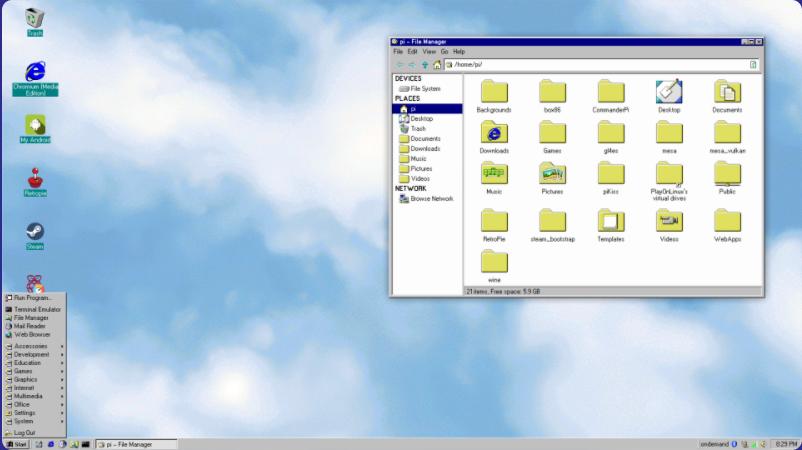 Trash
Chromium (Media
Edition)
My Android
Retropie
Steam
pi - File Manager
File Edit View Go Help
/home/pi/
DEVICES
File System
PLACES
pi
Desktop
Trash
Documents
Downloads
Music
Pictures
Videos
NETWORK
Browse Network
Backgrounds box86 CommanderPi Desktop Documents
Downloads Games gl4es mesa mesa_vulkan
Music Pictures piKiss PlayOnLinux's Public
virtual drives
RetroPie steam_bootstrap Templates Videos WebApps
wine
21 items, Free space: 5.9 GB
Run Program...
Terminal Emulator
File Manager
Mail Reader
Web Browser
Accessories
Development
Education
Games
Graphics
Internet
Multimedia
Office
Settings
System
Log Out
Start pi - File Manager ondemand 8:29 PM